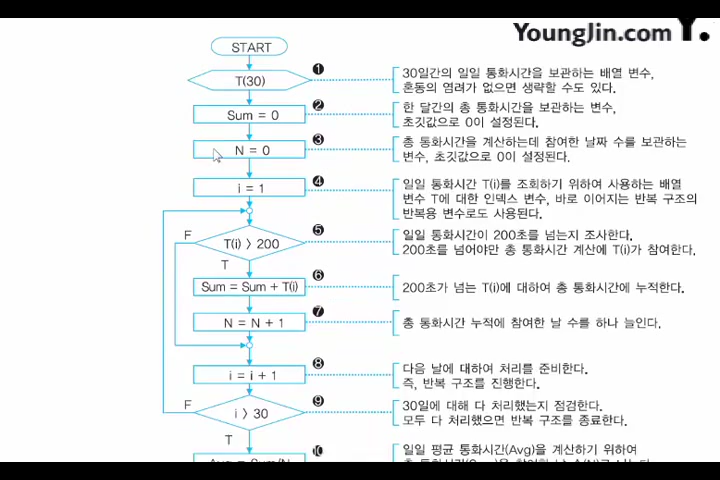 YoungJin.com Y.
START
T(30)
❶
30일간의 일일 통화시간을 보관하는 배열 변수,
혼동의 염려가 없으면 생략할 수도 있다.
Sum = 0
❷
한 달간의 총 통화시간을 보관하는 변수,
초깃값으로 0이 설정된다.
N = 0
❸
총 통화시간을 계산하는데 참여한 날짜 수를 보관하는
변수, 초깃값으로 0이 설정된다.
i = 1
❹
일일 통화시간 T(i)를 조회하기 위하여 사용하는 배열
변수 T에 대한 인덱스 변수, 바로 이어지는 반복 구조의
반복용 변수로도 사용된다.
F
T(i) > 200
❺
일일 통화시간이 200초를 넘는지 조사한다.
200초를 넘어야만 총 통화시간 계산에 T(i)가 참여한다.
T
Sum = Sum + T(i)
❻
200초가 넘는 T(i)에 대하여 총 통화시간에 누적한다.
N = N + 1
❼
총 통화시간 누적에 참여한 날 수를 하나 늘인다.
i = i + 1
❽
다음 날에 대하여 처리를 준비한다.
즉, 반복 구조를 진행한다.
F
i > 30
❾
30일에 대해 다 처리했는지 점검한다.
모두 다 처리했으면 반복 구조를 종료한다.
T
❿
일일 평균 통화시간(Avg)을 계산하기 위하여
Avg = Sum/N